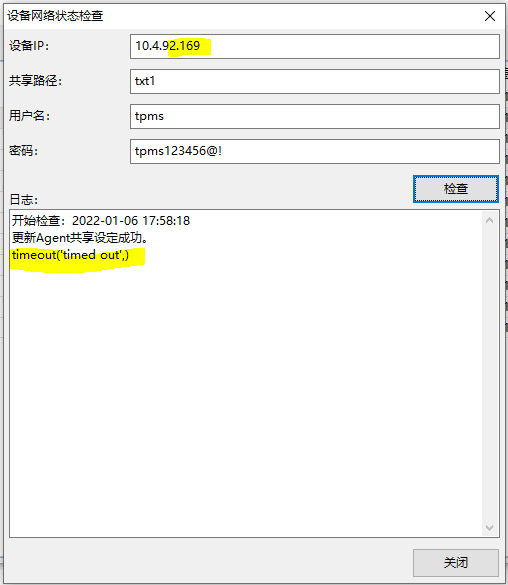 设备网络状态检查
设备IP: 10.4.92.169
共享路径: txt1
用户名: tpms
密码: tpms123456@!
检查
日志:
开始检查: 2022-01-06 17:58:18
更新Agent共享设定成功。
timeout('timed out',)
关闭